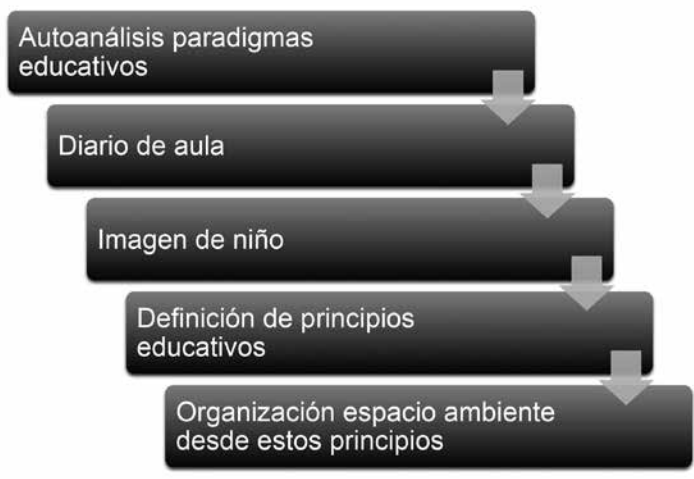 Autoanálisis paradigmas
educativos
Diario de aula
Imagen de niño
Definición de principios
educativos
Organización espacio ambiente
desde estos principios